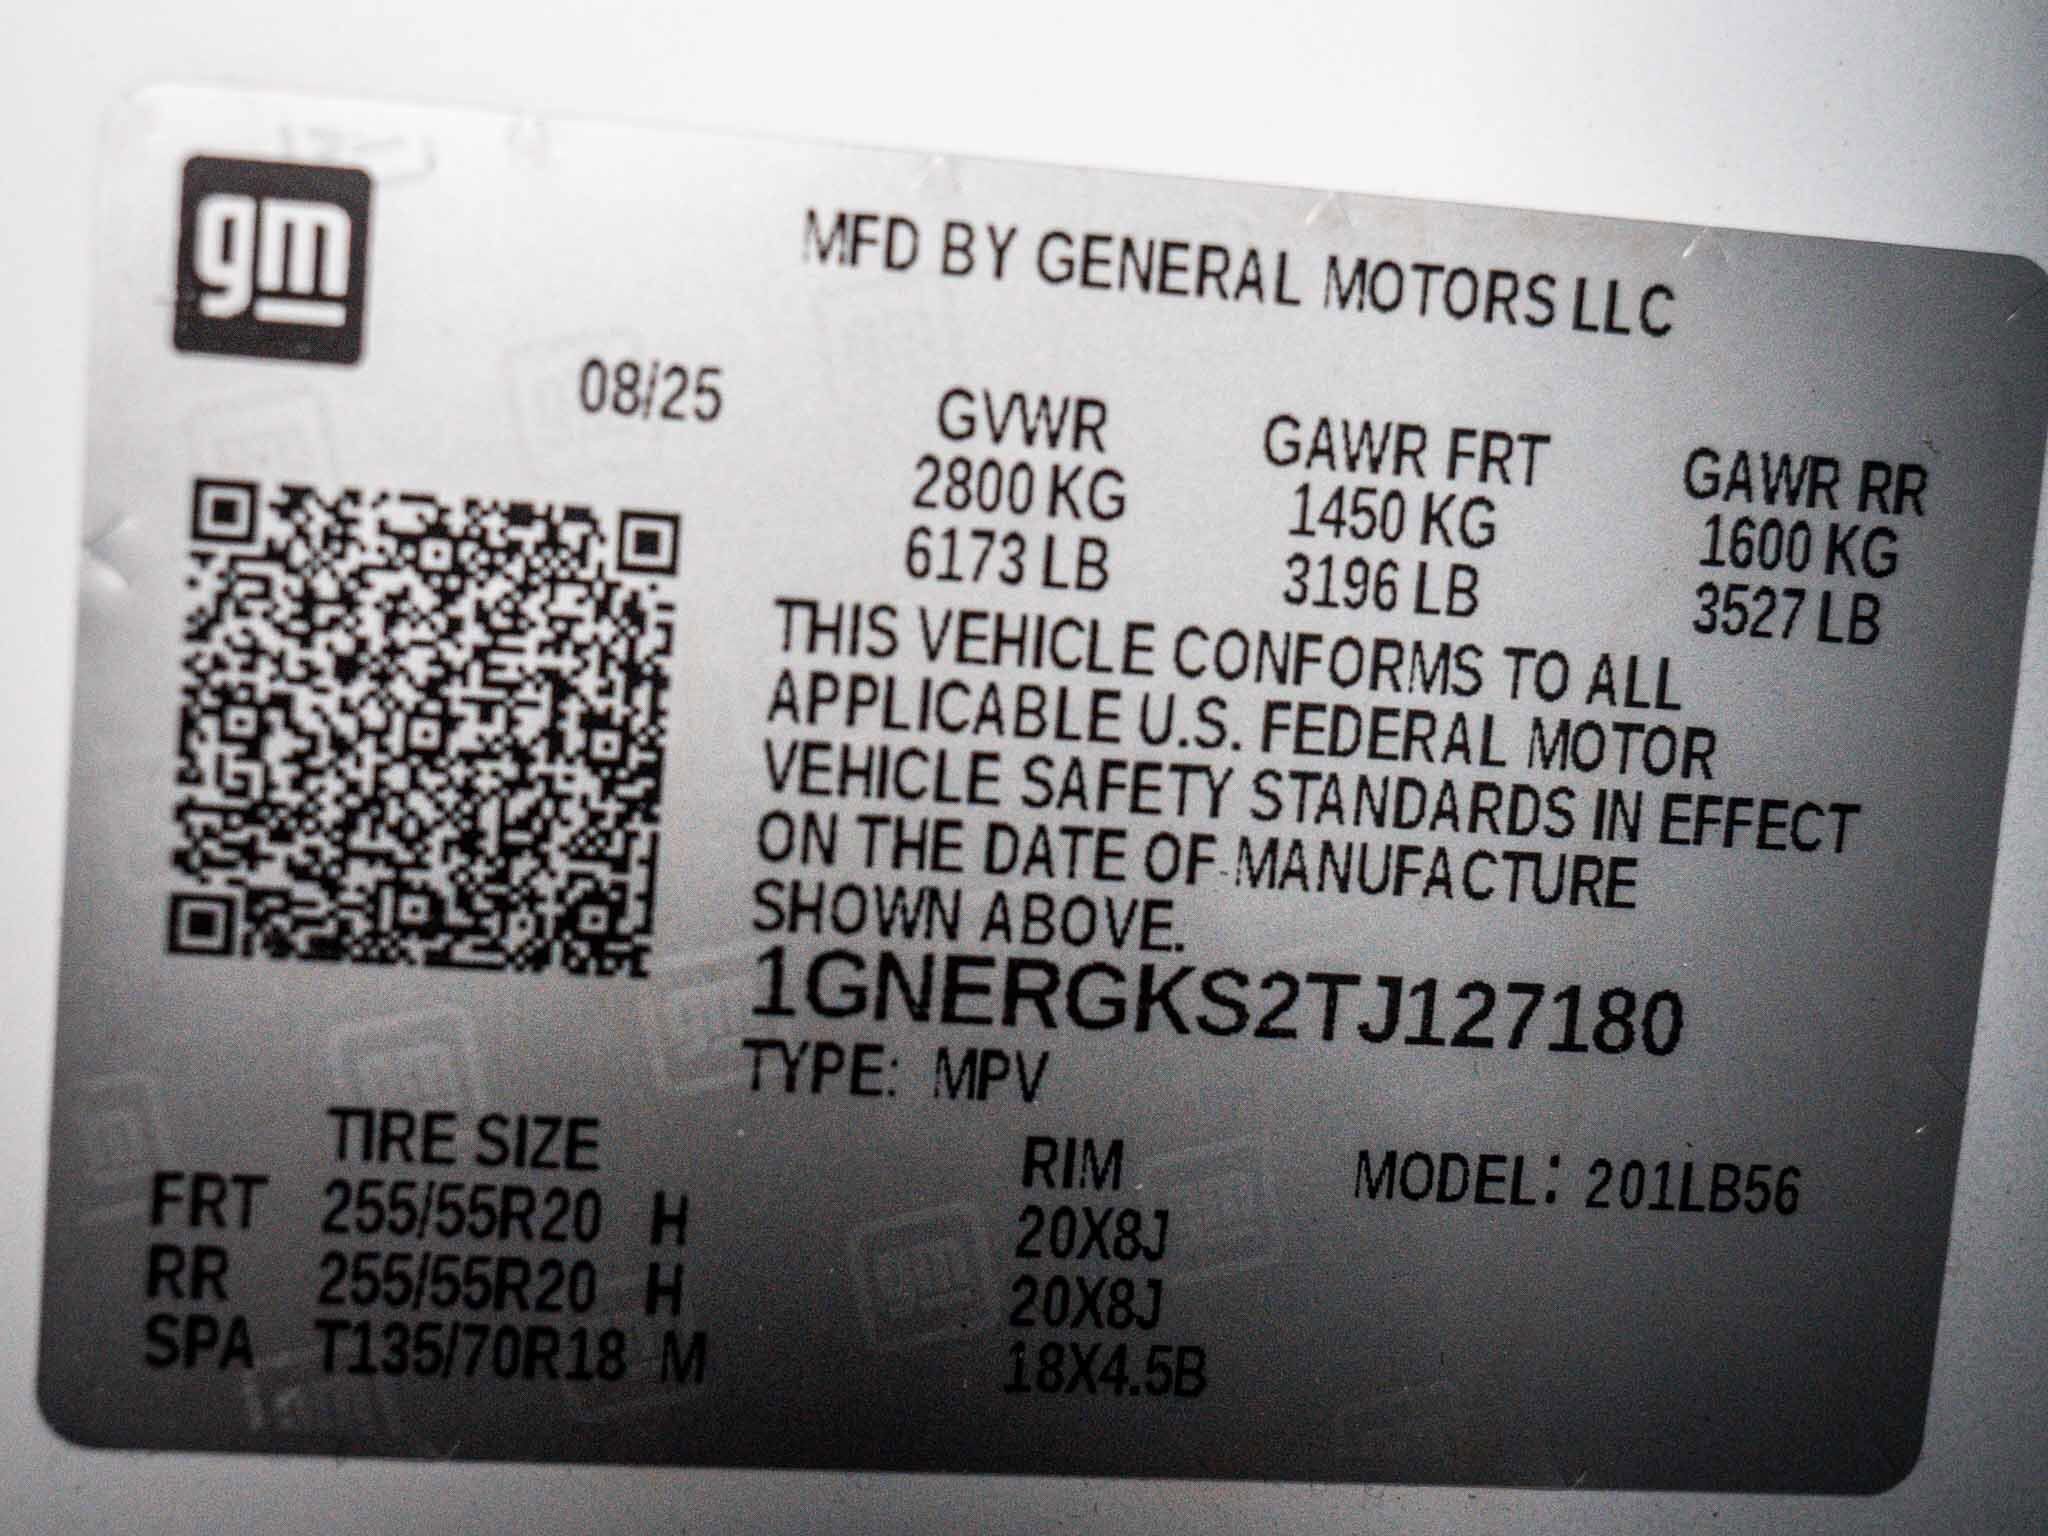 gm
MFD BY GENERAL MOTORS LLC
08/25
GVWR GAWR FRT GAWR RR
2800 KG 1450 KG 1600 KG
6173 LB 3196 LB 3527 LB
THIS VEHICLE CONFORMS TO ALL
APPLICABLE U.S. FEDERAL MOTOR
VEHICLE SAFETY STANDARDS IN EFFECT
ON THE DATE OF MANUFACTURE
SHOWN ABOVE.
1GNERGKS2TJ127180
TYPE: MPV
TIRE SIZE RIM MODEL: 201LB56
FRT 255/55R20 H 20X8J
RR 255/55R20 H 20X8J
SPA T135/70R18 M 18X4.5B